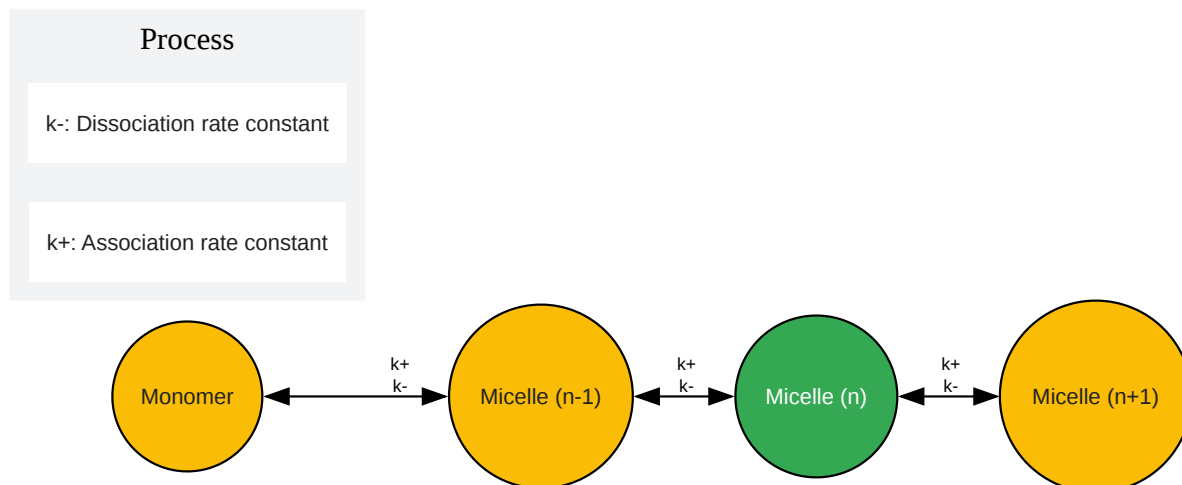 Process
k-: Dissociation rate constant
k+: Association rate constant
k+
k-
k+
k-
k+
k-
Monomer
Micelle (n-1)
Micelle (n)
Micelle (n+1)